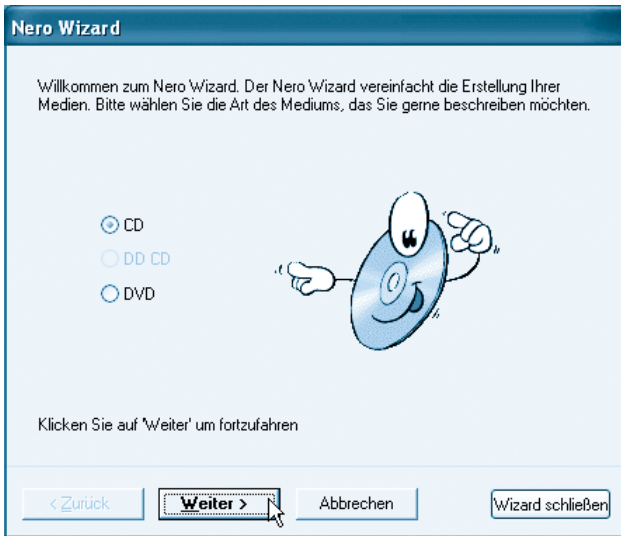 Nero Wizard
Willkommen zum Nero Wizard. Der Nero Wizard vereinfacht die Erstellung Ihrer
Medien. Bitte wählen Sie die Art des Mediums, das Sie gerne beschreiben möchten.
CD
DD CD
DVD
Klicken Sie auf 'Weiter' um fortzufahren
< Zurück
Weiter >
Abbrechen
Wizard schließen